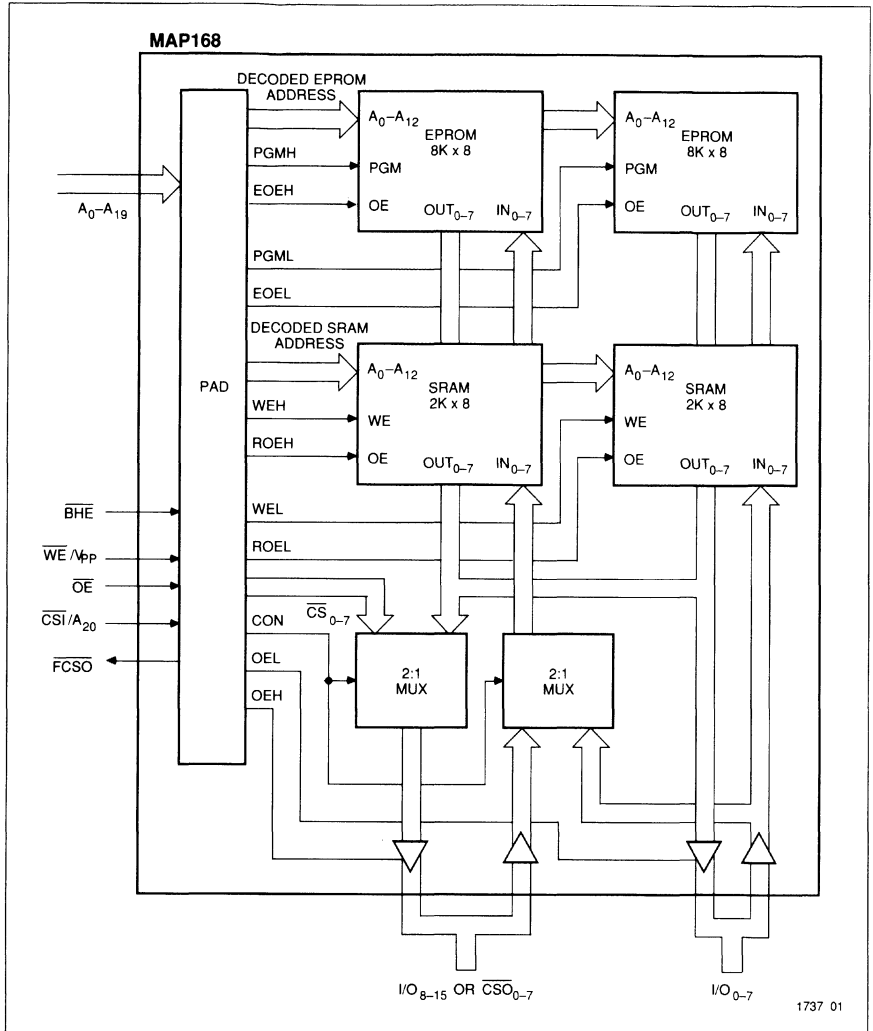 MAP168
DECODED EPROM
ADDRESS
A0–A12
EPROM
8K x 8
PGM
OE
OUT0–7
IN0–7
A0–A12
EPROM
8K x 8
PGM
OE
OUT0–7
IN0–7
PGMH
EOEH
A0–A19
PGML
EOEL
DECODED SRAM
ADDRESS
PAD
A0–A12
SRAM
2K x 8
WE
OE
OUT0–7
IN0–7
A0–A12
SRAM
2K x 8
WE
OE
OUT0–7
IN0–7
WEH
ROEH
BHE
WEL
WE/VPP
ROEL
OE
CS0–7
CSI/A20
CON
2:1
MUX
2:1
MUX
FCSO
OEL
OEH
I/O8–15 OR CSO0–7
I/O0–7
1737 01